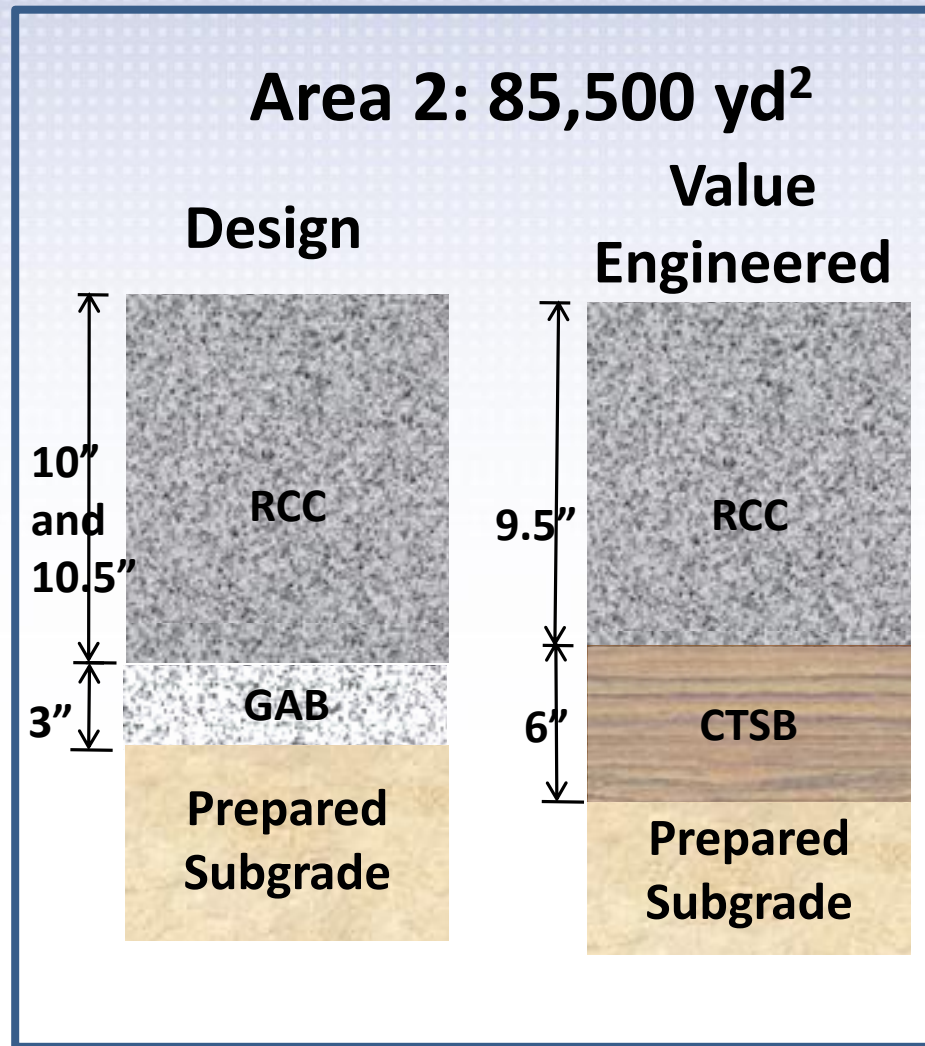 Area 2: 85,500 yd²
Design
10”
and
10.5”
RCC
3”
GAB
Prepared
Subgrade
Value
Engineered
9.5”
RCC
6”
CTSB
Prepared
Subgrade